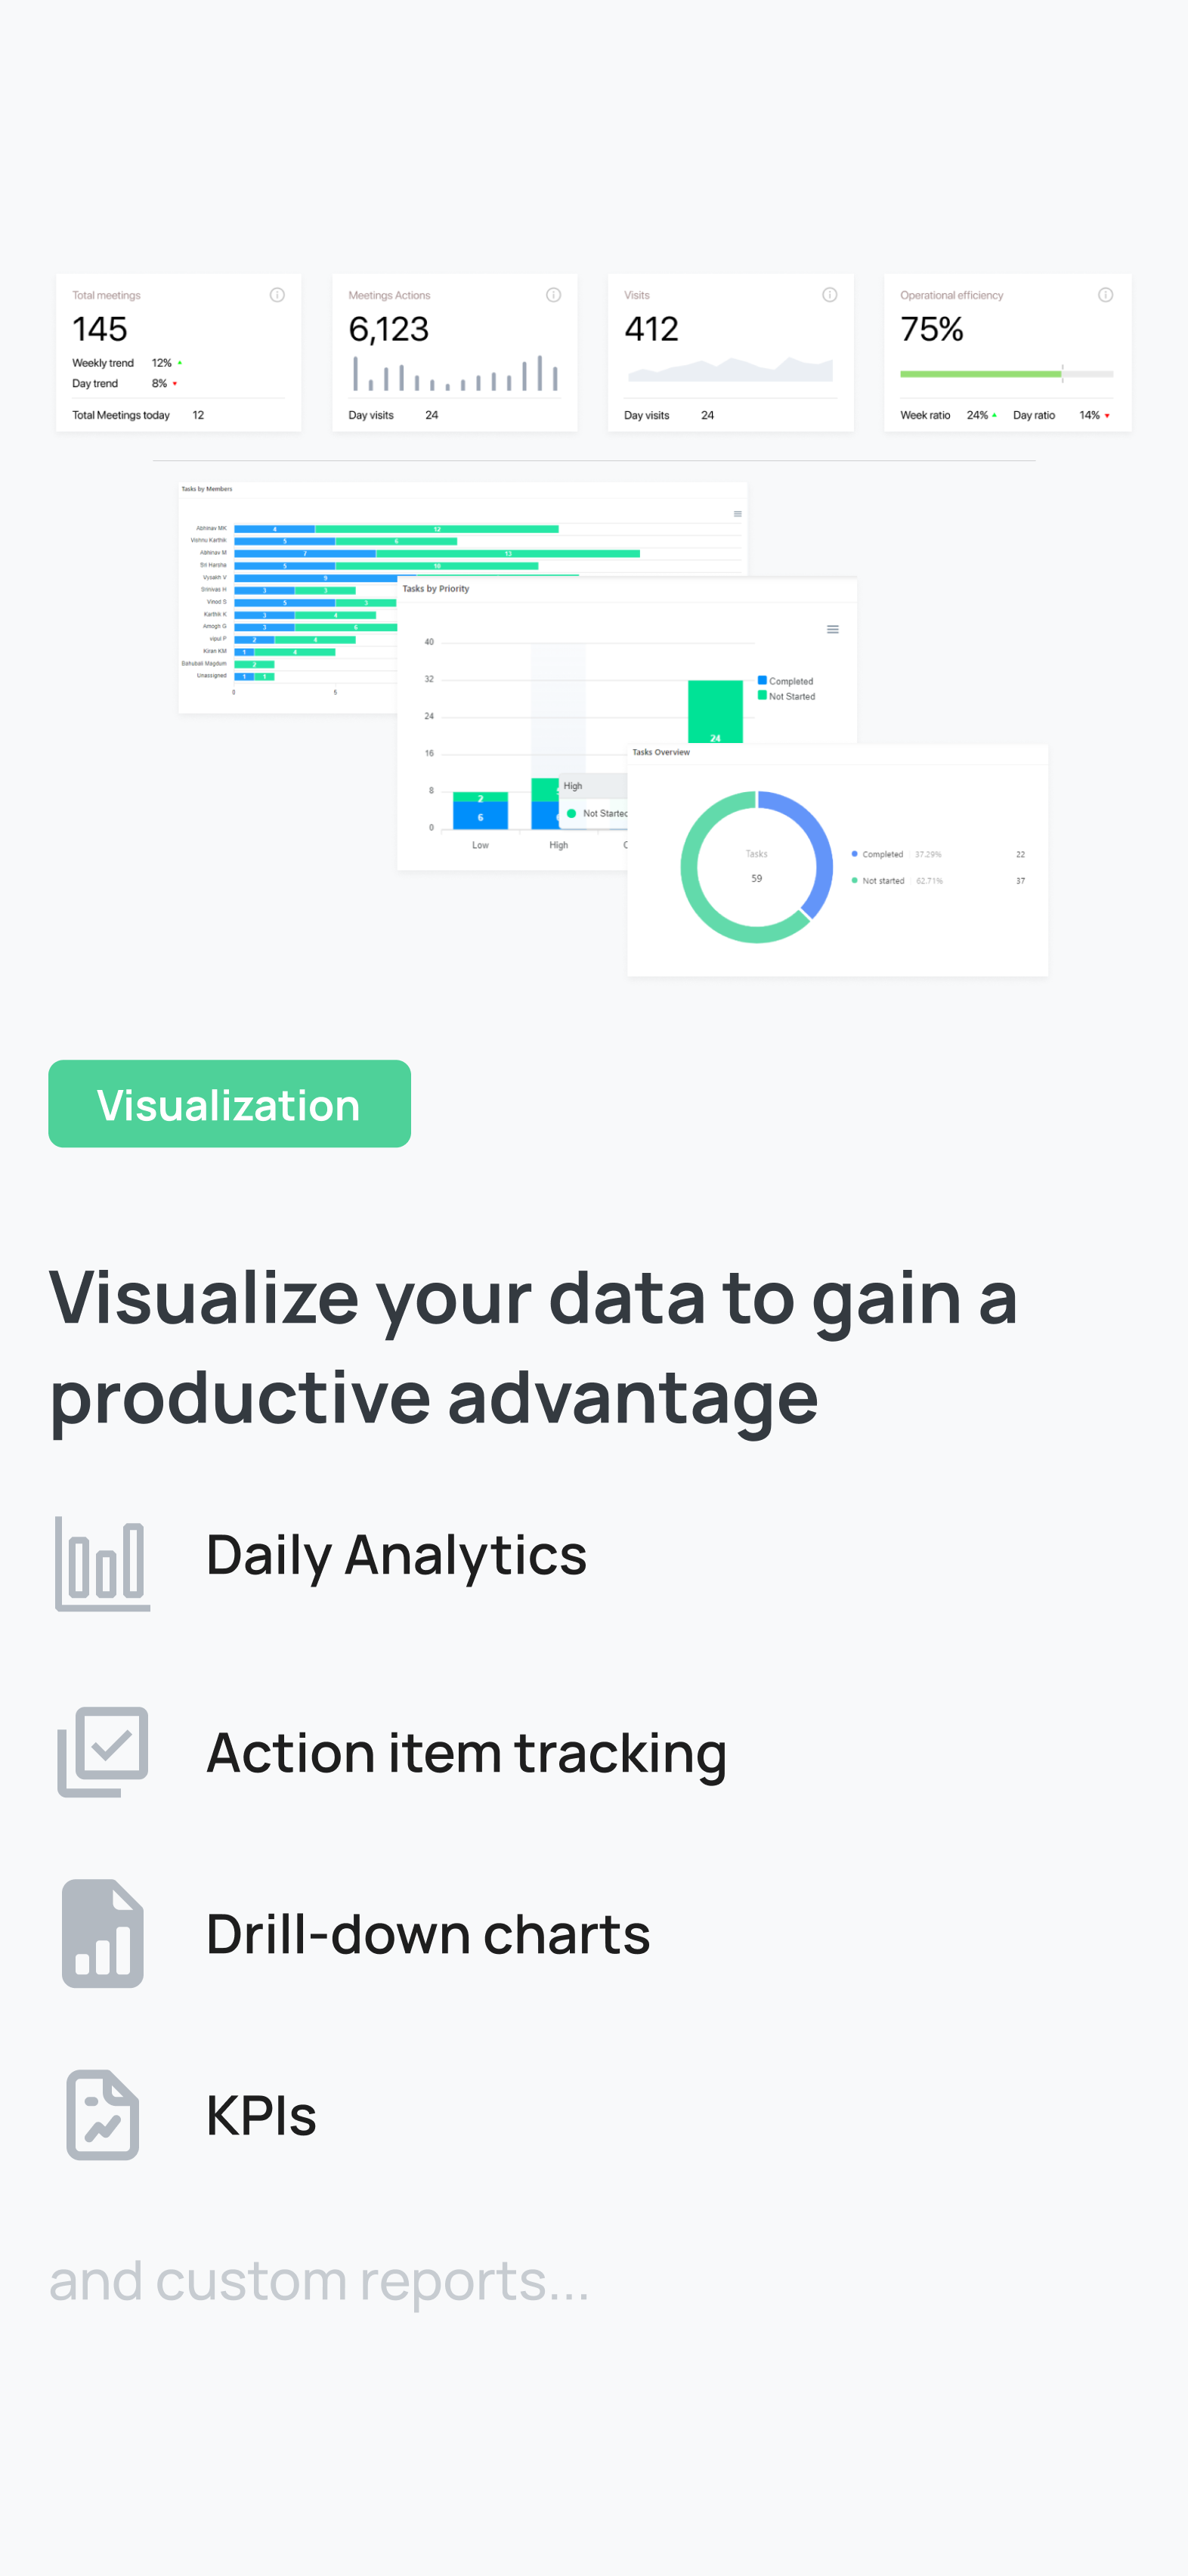 Total meetings
145
Weekly trend 12%
Day trend 8%
Total Meetings today 12
Meetings Actions
6,123
Day visits 24
Visits
412
Day visits 24
Operational efficiency
75%
Week ratio 24% Day ratio 14%
Tasks by Members
Abhinav MK 4 12
Vishnu Karthik 5 6
Abhinav M 7 13
Sri Harsha 5 10
Vysakh V 9
Srinivas H 3 3
Vinod S 5 3
Karthik K 3 4
Amogh G 3 6
vipul P 2 4
Kiran KM 1 4
Bahubali Magdum 2
Unassigned 1 1
0 5
Tasks by Priority
40
32
24
16
8
0
24
2
6
Low High
Completed
Not Started
High
Not Started
Tasks Overview
Tasks
59
Completed 37.29% 22
Not started 62.71% 37
Visualization
Visualize your data to gain a
productive advantage
Daily Analytics
Action item tracking
Drill-down charts
KPIs
and custom reports...